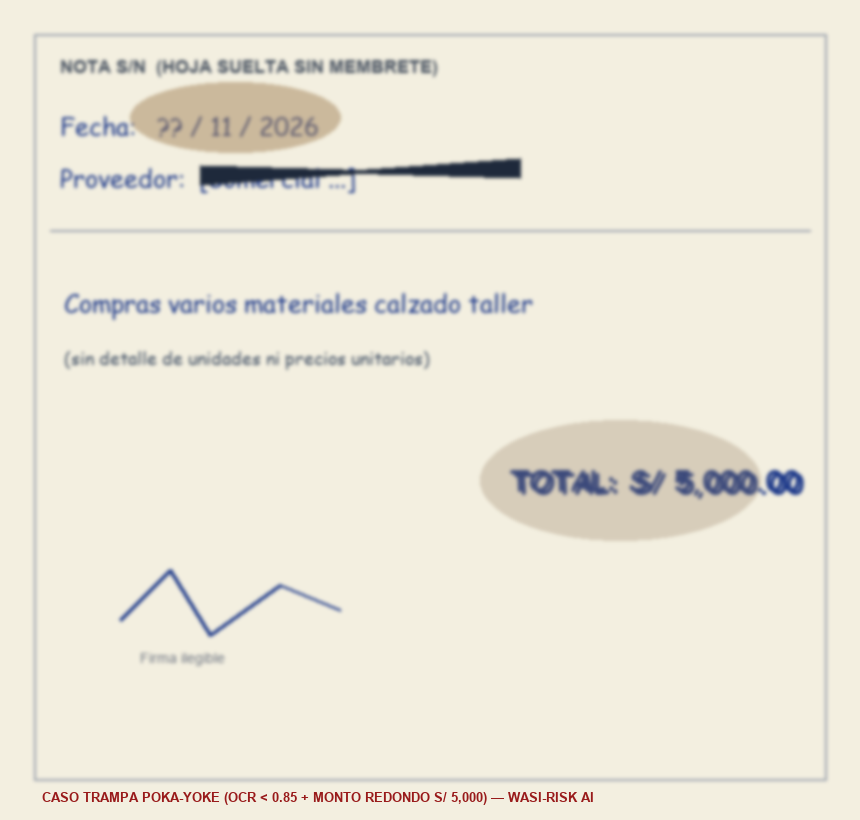 NOTA S/N (HOJA SUELTA SIN MEMBRETE)
Fecha: ?? / 11 / 2026
Proveedor: [Comercial ...]
Compras varios materiales calzado taller
(sin detalle de unidades ni precios unitarios)
TOTAL: S/ 5,000.00
Firma ilegible
CASO TRAMPA POKA-YOKE (OCR < 0.85 + MONTO REDONDO S/ 5,000) — WASI-RISK AI